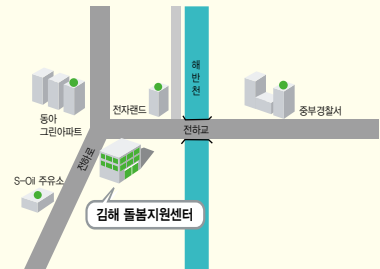 해
반
천
전자랜드
중부경찰서
동아
그린아파트
전하교
전하로
S-Oil 주유소
김해 돌봄지원센터